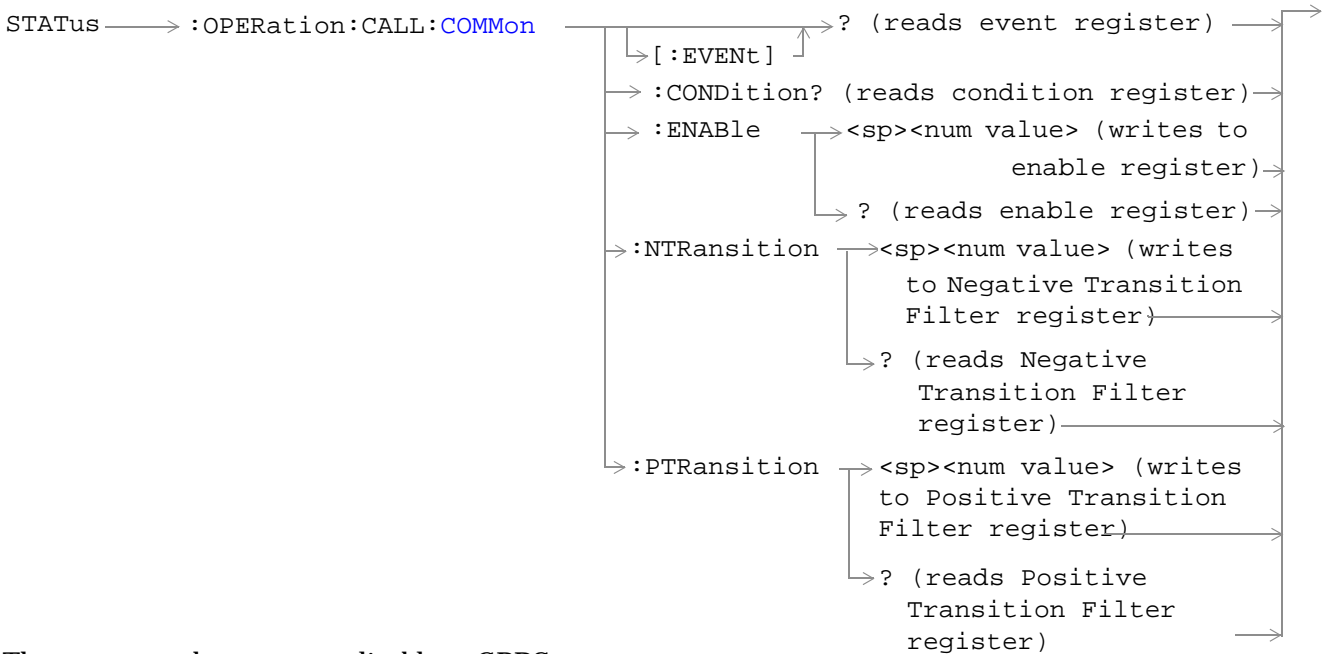 STATus :OPERation:CALL:COMMon ? (reads event register)
[:EVENt]
:CONDition? (reads condition register)
:ENABle <sp><num value> (writes to
enable register)
? (reads enable register)
:NTRansition <sp><num value> (writes
to Negative Transition
Filter register)
? (reads Negative
Transition Filter
register)
:PTRansition <sp><num value> (writes
to Positive Transition
Filter register)
? (reads Positive
Transition Filter
register)